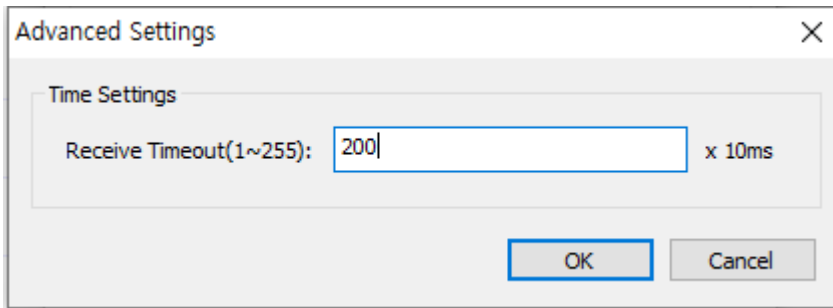 Advanced Settings
Time Settings
Receive Timeout(1~255): 200 x 10ms
OK Cancel